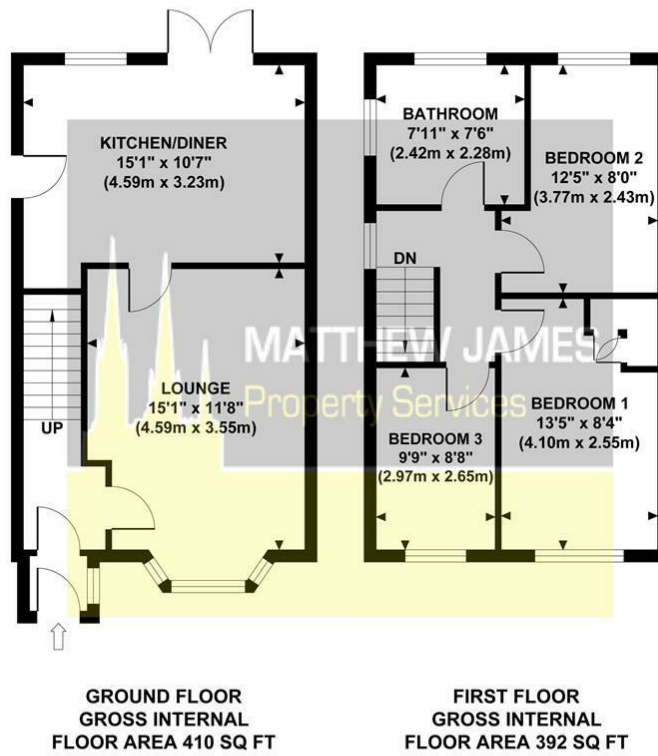 KITCHEN/DINER
15'1" x 10'7"
(4.59m x 3.23m)
LOUNGE
15'1" x 11'8"
(4.59m x 3.55m)
UP
BATHROOM
7'11" x 7'6"
(2.42m x 2.28m)
BEDROOM 2
12'5" x 8'0"
(3.77m x 2.43m)
DN
BEDROOM 1
13'5" x 8'4"
(4.10m x 2.55m)
BEDROOM 3
9'9" x 8'8"
(2.97m x 2.65m)
MATTHEW JAMES
Property Services
GROUND FLOOR
GROSS INTERNAL
FLOOR AREA 410 SQ FT
FIRST FLOOR
GROSS INTERNAL
FLOOR AREA 392 SQ FT